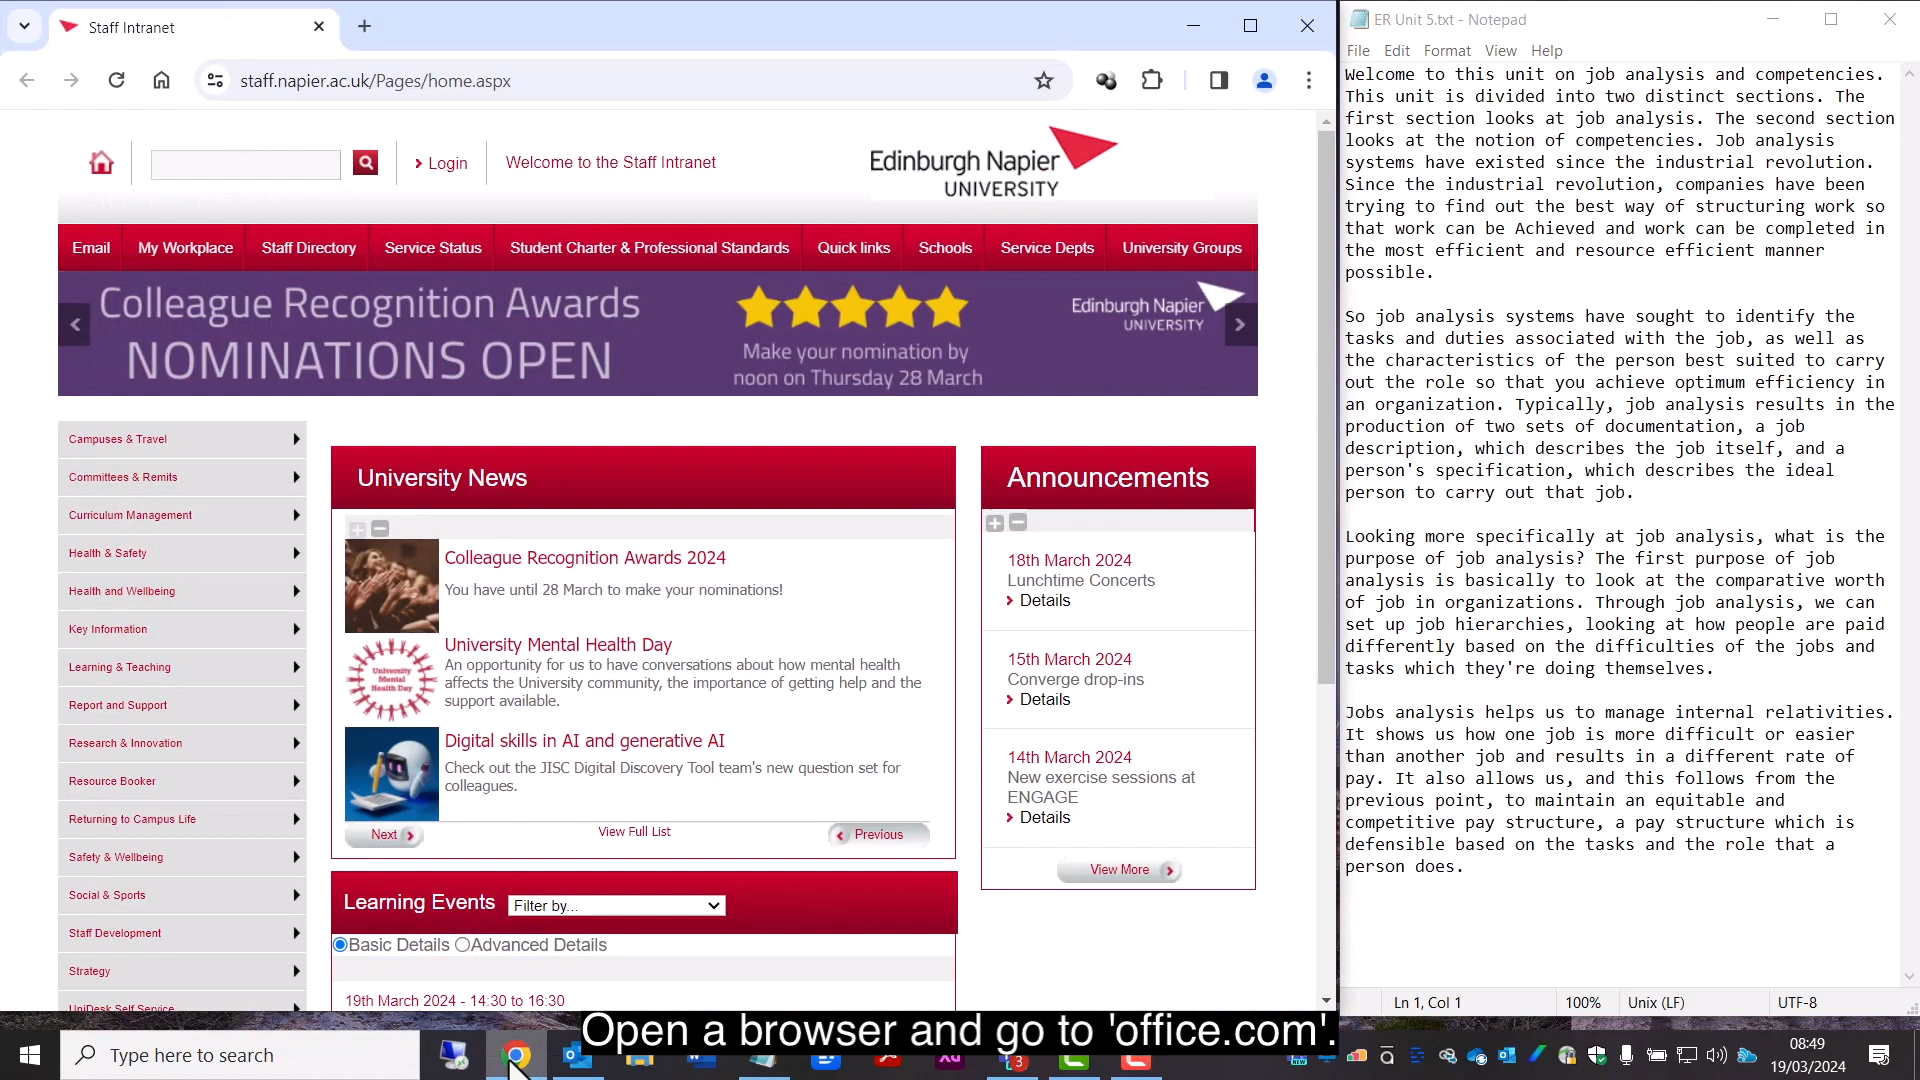 Staff Intranet
staff.napier.ac.uk/Pages/home.aspx
Login
Welcome to the Staff Intranet
Edinburgh Napier
UNIVERSITY
Email
My Workplace
Staff Directory
Service Status
Student Charter & Professional Standards
Quick links
Schools
Service Depts
University Groups
Colleague Recognition Awards
NOMINATIONS OPEN
Make your nomination by
noon on Thursday 28 March
Edinburgh Napier
UNIVERSITY
Campuses & Travel
Committees & Remits
Curriculum Management
Health & Safety
Health and Wellbeing
Key Information
Learning & Teaching
Report and Support
Research & Innovation
Resource Booker
Returning to Campus Life
Safety & Wellbeing
Social & Sports
Staff Development
Strategy
UniDesk Self Service
University News
Colleague Recognition Awards 2024
You have until 28 March to make your nominations!
University
Mental
Health Day
University Mental Health Day
An opportunity for us to have conversations about how mental health
affects the University community, the importance of getting help and the
support available.
Digital skills in AI and generative AI
Check out the JISC Digital Discovery Tool team's new question set for
colleagues.
Next
View Full List
Previous
Learning Events
Filter by...
Basic Details
Advanced Details
19th March 2024 - 14:30 to 16:30
Announcements
18th March 2024
Lunchtime Concerts
Details
15th March 2024
Converge drop-ins
Details
14th March 2024
New exercise sessions at
ENGAGE
Details
View More
ER Unit 5.txt - Notepad
File Edit Format View Help
Welcome to this unit on job analysis and competencies.
This unit is divided into two distinct sections. The
first section looks at job analysis. The second section
looks at the notion of competencies. Job analysis
systems have existed since the industrial revolution.
Since the industrial revolution, companies have been
trying to find out the best way of structuring work so
that work can be Achieved and work can be completed in
the most efficient and resource efficient manner
possible.
So job analysis systems have sought to identify the
tasks and duties associated with the job, as well as
the characteristics of the person best suited to carry
out the role so that you achieve optimum efficiency in
an organization. Typically, job analysis results in the
production of two sets of documentation, a job
description, which describes the job itself, and a
person's specification, which describes the ideal
person to carry out that job.
Looking more specifically at job analysis, what is the
purpose of job analysis? The first purpose of job
analysis is basically to look at the comparative worth
of job in organizations. Through job analysis, we can
set up job hierarchies, looking at how people are paid
differently based on the difficulties of the jobs and
tasks which they're doing themselves.
Jobs analysis helps us to manage internal relativities.
It shows us how one job is more difficult or easier
than another job and results in a different rate of
pay. It also allows us, and this follows from the
previous point, to maintain an equitable and
competitive pay structure, a pay structure which is
defensible based on the tasks and the role that a
person does.
Ln 1, Col 1
100%
Unix (LF)
UTF-8
Open a browser and go to 'office.com'.
Type here to search
3
NEW
08:49
19/03/2024